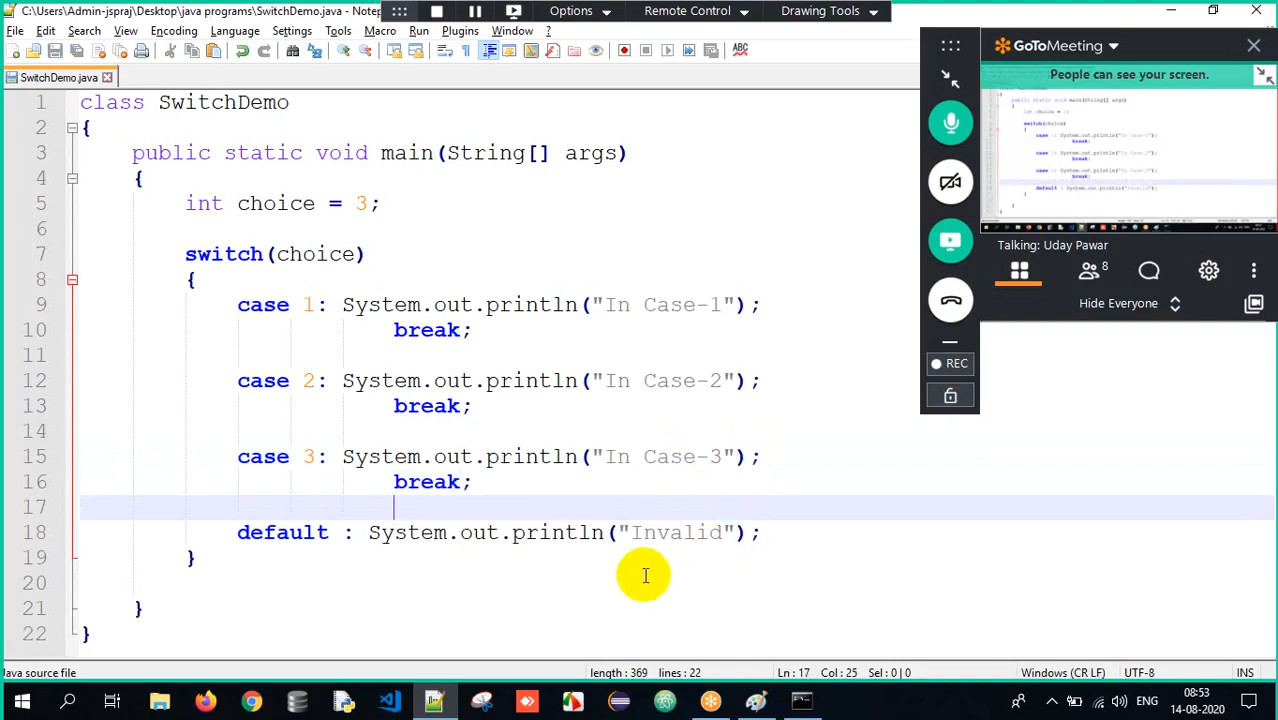 C:\Users\Admin-jspraj\Desktop\java programs\SwitchDemo.java - Notep
Options
Remote Control
Drawing Tools
File Edit Search View Encoding Language Settings Tools Macro Run Plugins Window ?
SwitchDemo.java
1 class SwitchDemo
2 {
3 public static void main(String[] args)
4 {
5 int choice = 3;
6
7 switch(choice)
8 {
9 case 1: System.out.println("In Case-1");
10 break;
11
12 case 2: System.out.println("In Case-2");
13 break;
14
15 case 3: System.out.println("In Case-3");
16 break;
17
18 default : System.out.println("Invalid");
19 }
20
21 }
22 }
GoToMeeting
People can see your screen.
Talking: Uday Pawar
8
Hide Everyone
REC
Java source file
length : 369 lines : 22
Ln : 17 Col : 25 Sel : 0 | 0
Windows (CR LF)
UTF-8
INS
ENG
08:53
14-08-2020